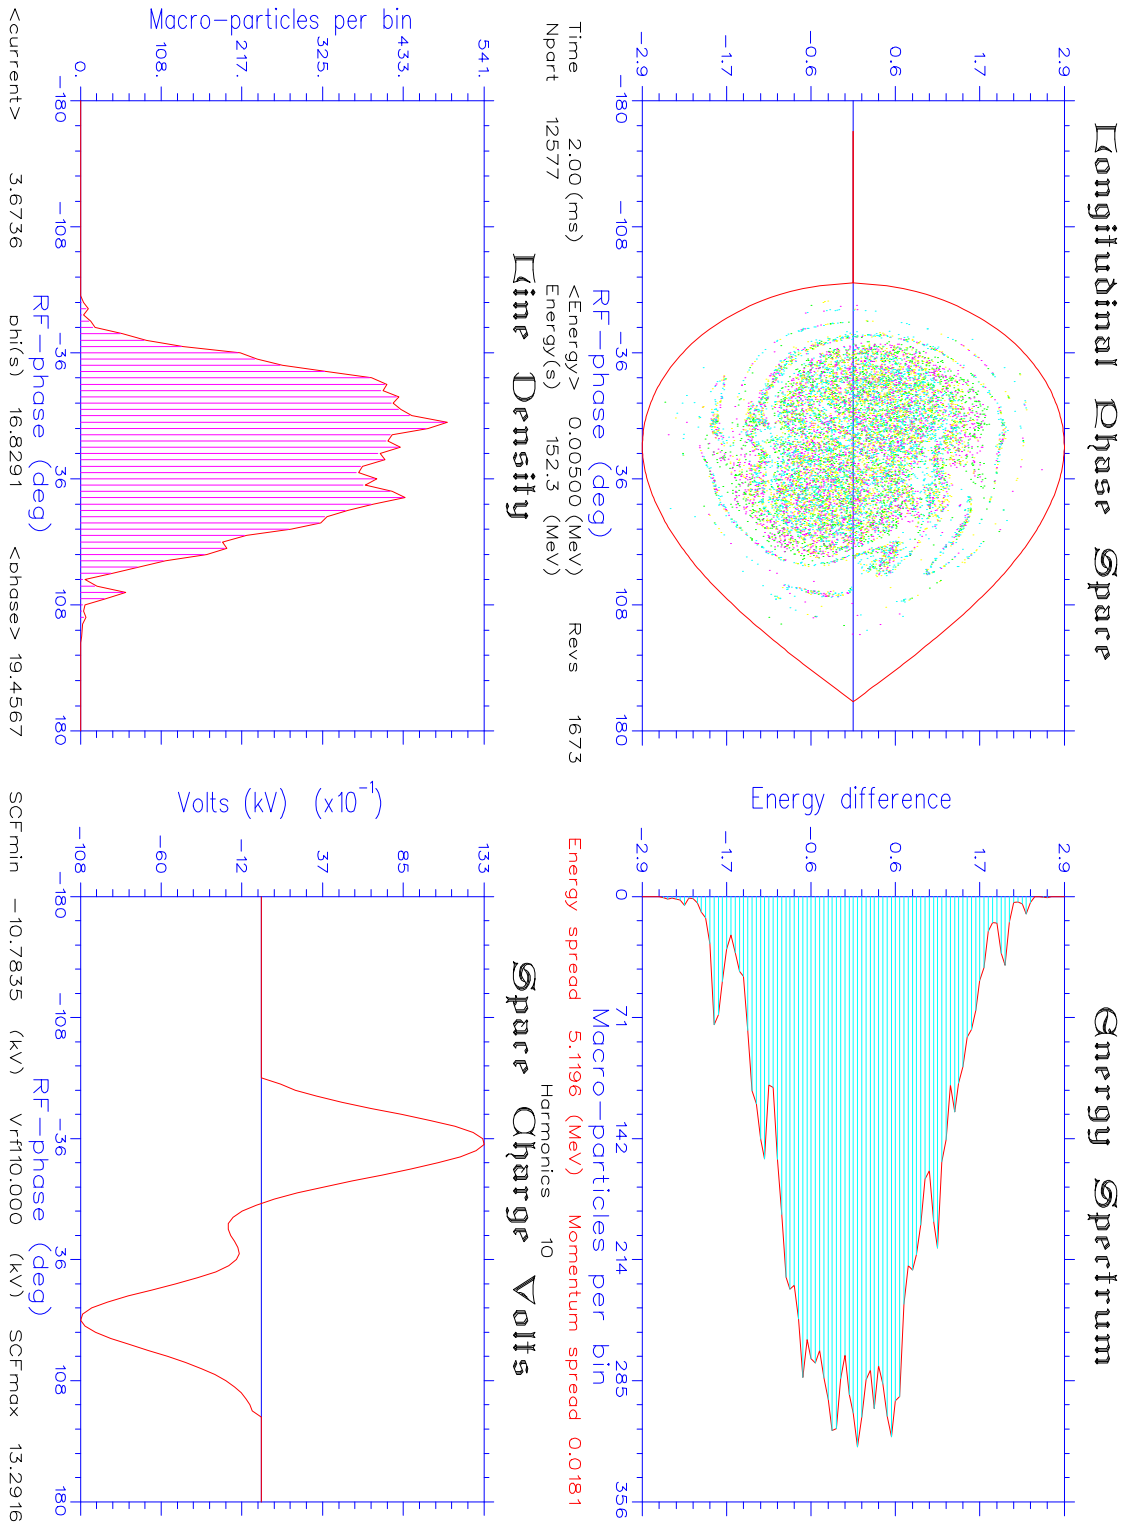 Longitudinal Phase Space
2.9
1.7
0.6
-0.6
-1.7
-2.9
-180
-108
-36
36
108
180
RF-phase (deg)
Time 2.00 (ms) <Energy> 0.00500 (MeV) Revs 1673
Npart 12577 Energy(s) 152.3 (MeV)
Energy Spectrum
Energy difference
2.9
1.7
0.6
-0.6
-1.7
-2.9
0
71
142
214
285
356
Macro-particles per bin
Energy spread 5.1196 (MeV) Momentum spread 0.0181
Line Density
Macro-particles per bin
541.
433.
325.
217.
108.
0.
-180
-108
-36
36
108
180
RF-phase (deg)
<current> 3.6736 phi(s) 16.8291 <phase> 19.4567
Harmonics 10
Space Charge Volts
Volts (kV) (x10-1)
133
85
37
-12
-60
-108
-180
-108
-36
36
108
180
RF-phase (deg)
SCFmin -10.7835 (kV) Vrf110.000 (kV) SCFmax 13.2916